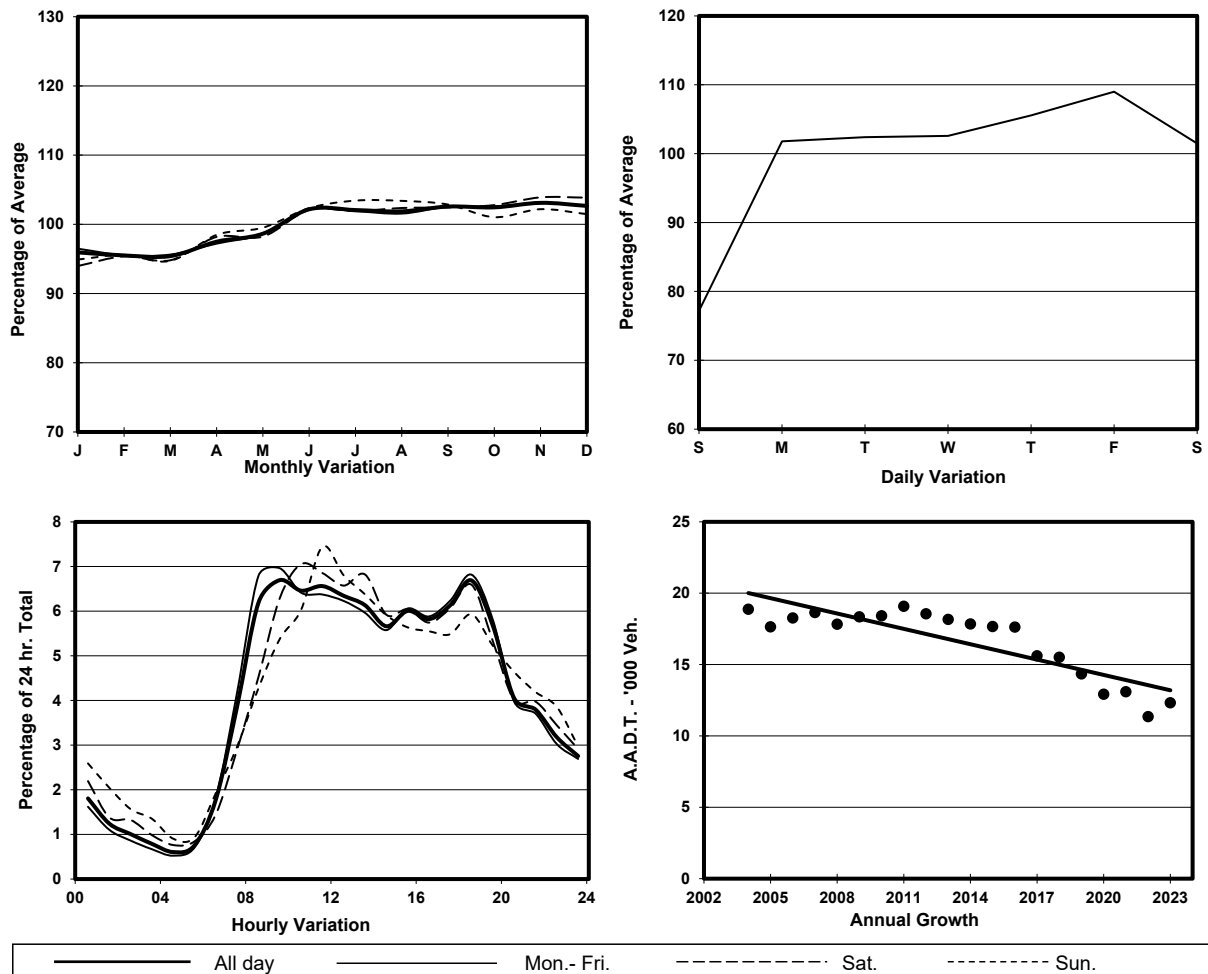 130
120
110
100
90
80
70
Percentage of Average
J F M A M J J A S O N D
Monthly Variation
120
110
100
90
80
70
60
Percentage of Average
S M T W T F S
Daily Variation
8
7
6
5
4
3
2
1
0
Percentage of 24 hr. Total
00 04 08 12 16 20 24
Hourly Variation
25
20
15
10
5
0
A.A.D.T. - '000 Veh.
2002 2005 2008 2011 2014 2017 2020 2023
Annual Growth
All day Mon.- Fri. Sat. Sun.